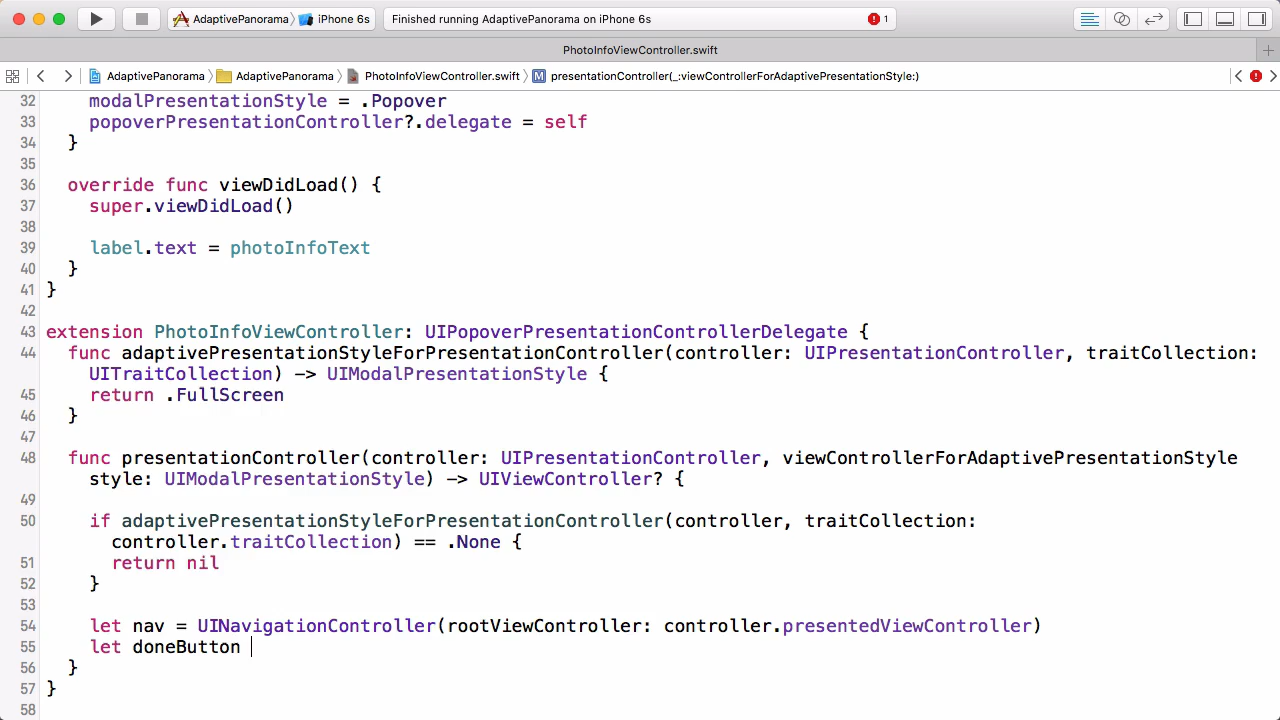 AdaptivePanorama iPhone 6s Finished running AdaptivePanorama on iPhone 6s 1
PhotoInfoViewController.swift
AdaptivePanorama AdaptivePanorama PhotoInfoViewController.swift M presentationController(_:viewControllerForAdaptivePresentationStyle:)
32 modalPresentationStyle = .Popover
33 popoverPresentationController?.delegate = self
34 }
35
36 override func viewDidLoad() {
37 super.viewDidLoad()
38
39 label.text = photoInfoText
40 }
41 }
42
43 extension PhotoInfoViewController: UIPopoverPresentationControllerDelegate {
44 func adaptivePresentationStyleForPresentationController(controller: UIPresentationController, traitCollection:
UITraitCollection) -> UIModalPresentationStyle {
45 return .FullScreen
46 }
47
48 func presentationController(controller: UIPresentationController, viewControllerForAdaptivePresentationStyle
style: UIModalPresentationStyle) -> UIViewController? {
49
50 if adaptivePresentationStyleForPresentationController(controller, traitCollection:
controller.traitCollection) == .None {
51 return nil
52 }
53
54 let nav = UINavigationController(rootViewController: controller.presentedViewController)
55 let doneButton
56 }
57 }
58